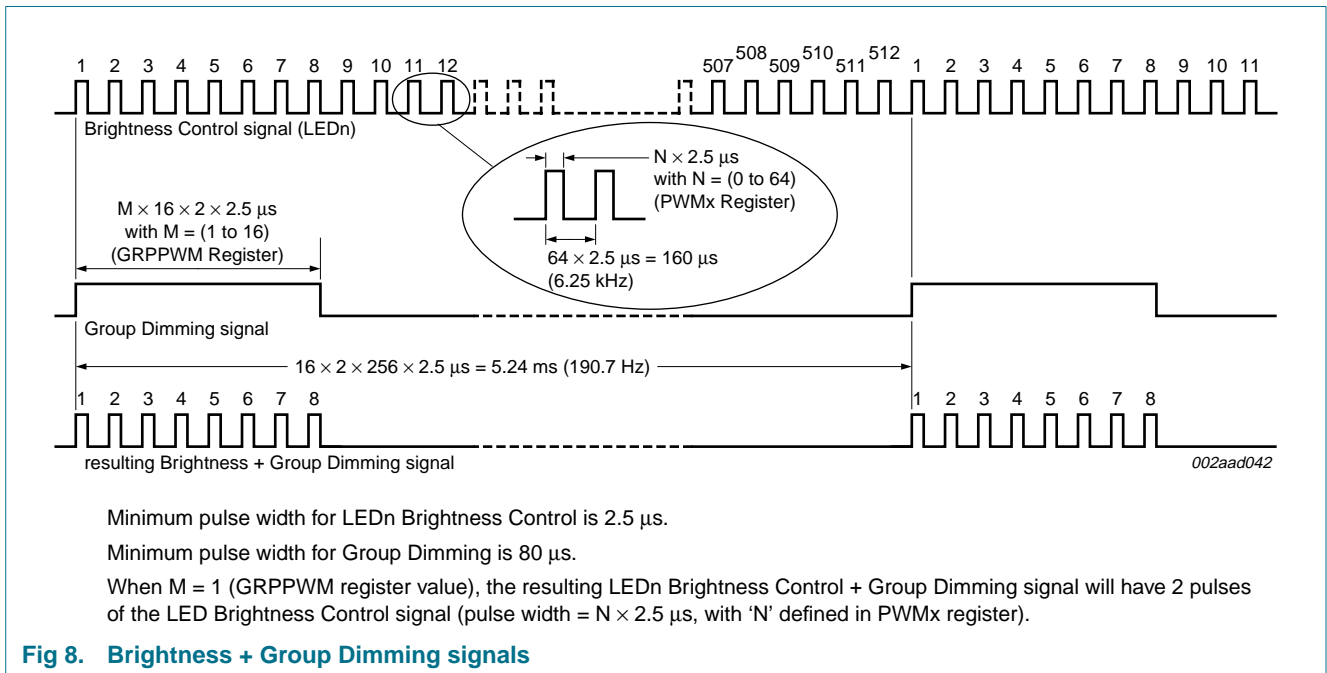 1 2 3 4 5 6 7 8 9 10 11 12 507 508 509 510 511 512 1 2 3 4 5 6 7 8 9 10 11
Brightness Control signal (LEDn)
N × 2.5 μs
with N = (0 to 64)
(PWMx Register)
M × 16 × 2 × 2.5 μs
with M = (1 to 16)
(GRPPWM Register)
64 × 2.5 μs = 160 μs
(6.25 kHz)
Group Dimming signal
16 × 2 × 256 × 2.5 μs = 5.24 ms (190.7 Hz)
1 2 3 4 5 6 7 8 1 2 3 4 5 6 7 8
resulting Brightness + Group Dimming signal
002aad042
Minimum pulse width for LEDn Brightness Control is 2.5 μs.
Minimum pulse width for Group Dimming is 80 μs.
When M = 1 (GRPPWM register value), the resulting LEDn Brightness Control + Group Dimming signal will have 2 pulses
of the LED Brightness Control signal (pulse width = N × 2.5 μs, with ‘N’ defined in PWMx register).
Fig 8. Brightness + Group Dimming signals